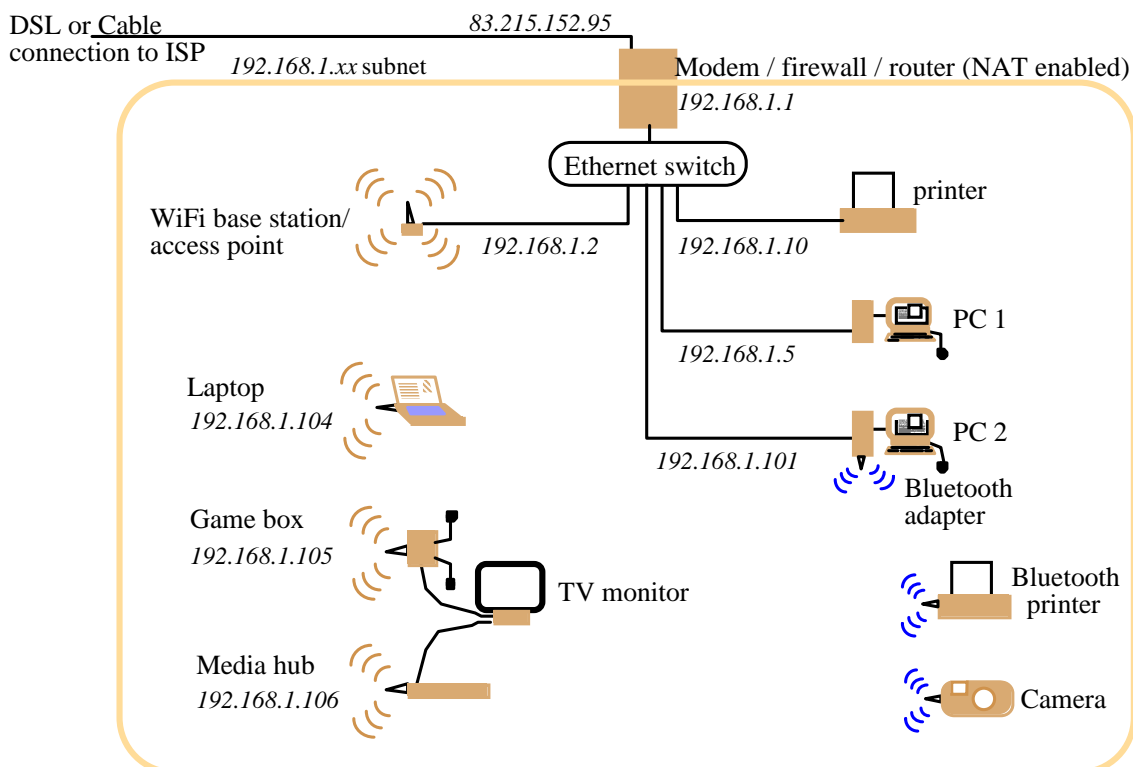 DSL or Cable
connection to ISP
83.215.152.95
192.168.1.xx subnet
Modem / firewall / router (NAT enabled)
192.168.1.1
Ethernet switch
printer
WiFi base station/
access point
192.168.1.2
192.168.1.10
PC 1
192.168.1.5
Laptop
192.168.1.104
PC 2
192.168.1.101
Bluetooth
adapter
Game box
192.168.1.105
TV monitor
Bluetooth
printer
Media hub
192.168.1.106
Camera